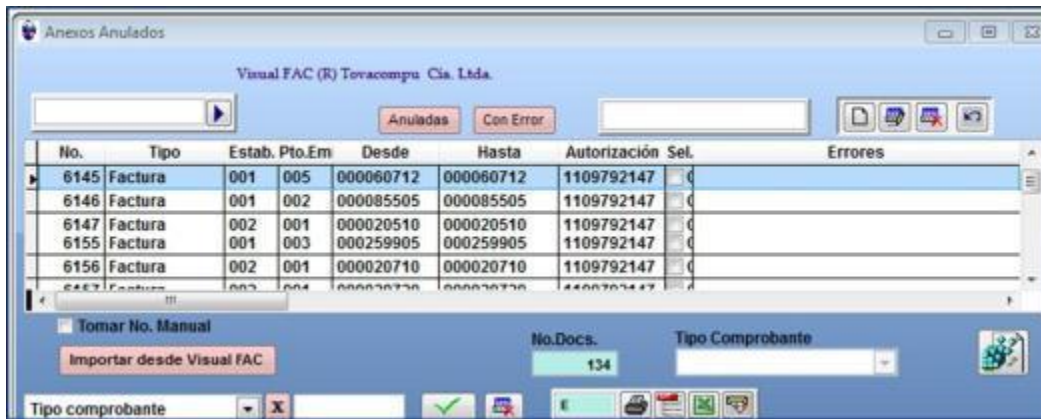 Anexos Anulados
Visual FAC (R) Tovacompu Cia. Ltda.
Anuladas Con Error
No. Tipo Estab. Pto.Em Desde Hasta Autorización Sel. Errores
6145 Factura 001 005 000060712 000060712 1109792147
6146 Factura 001 002 000085505 000085505 1109792147
6147 Factura 002 001 000020510 000020510 1109792147
6155 Factura 001 003 000259905 000259905 1109792147
6156 Factura 002 001 000020710 000020710 1109792147
Tomar No. Manual
Importar desde Visual FAC
No.Docs. Tipo Comprobante
134
Tipo comprobante X E